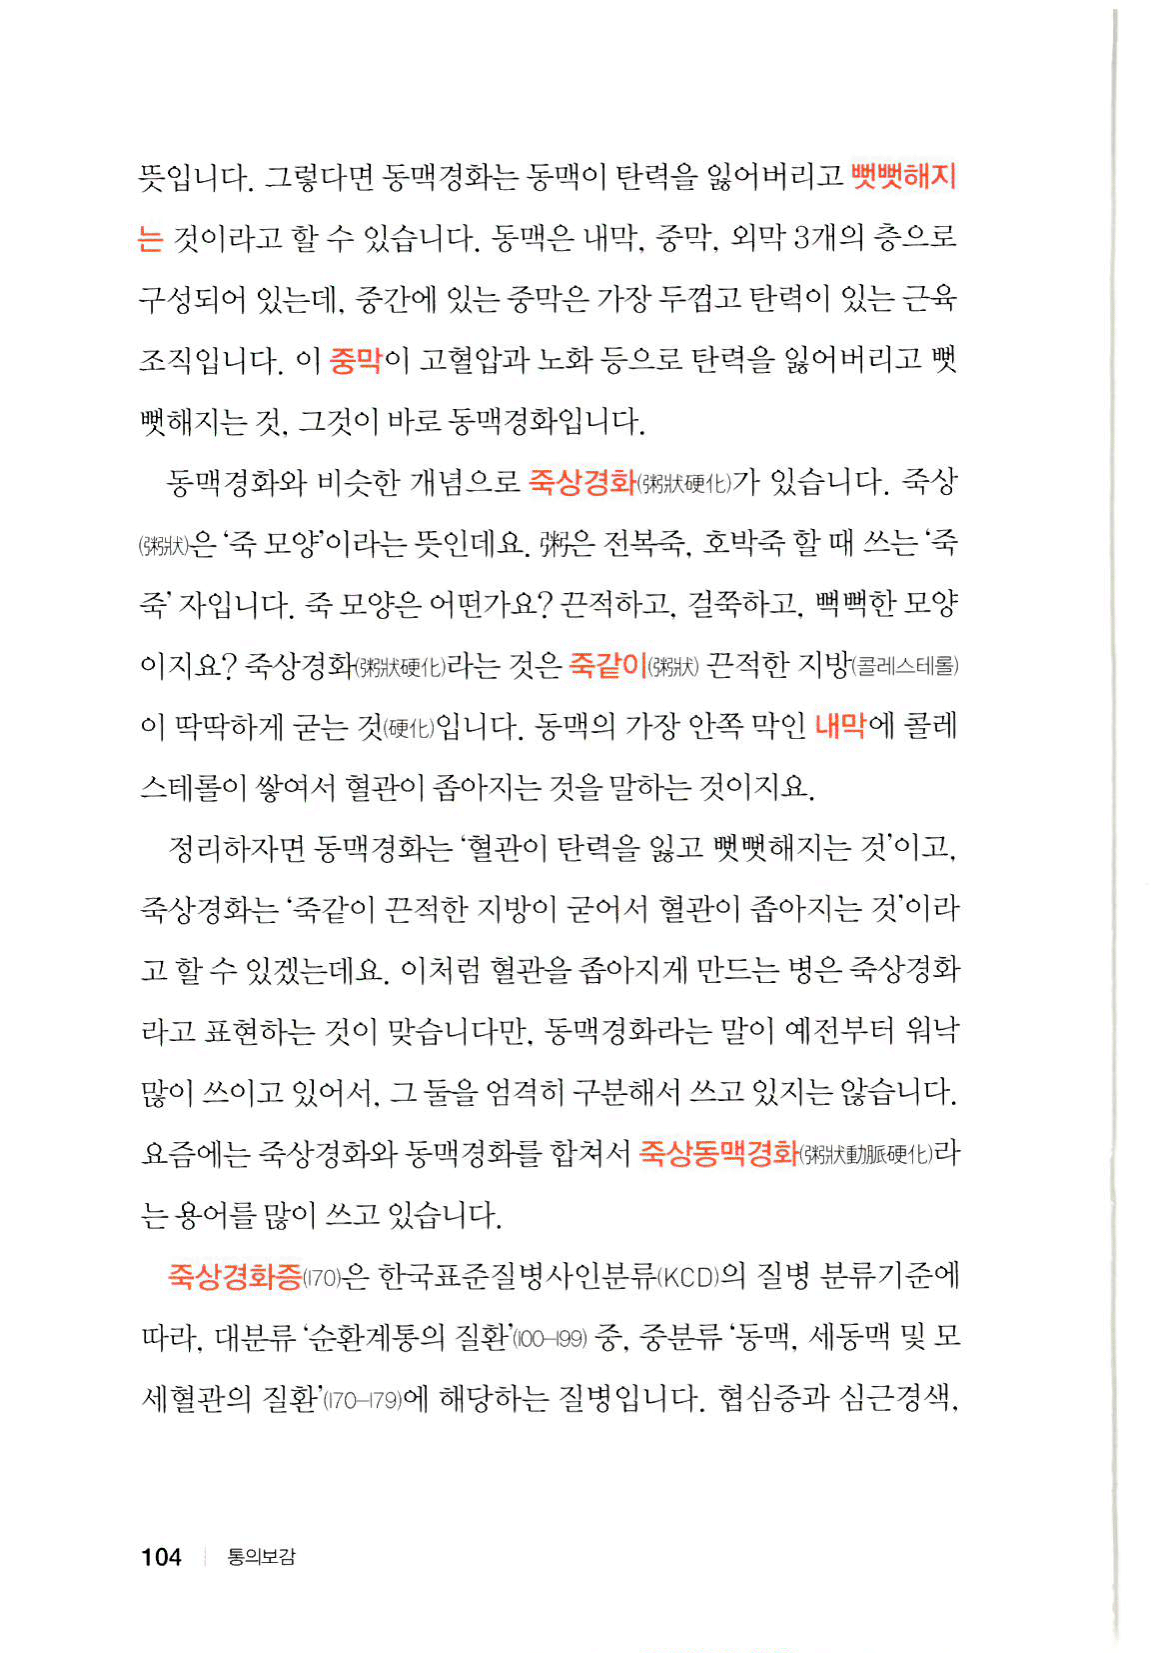 뜻입니다. 그렇다면 동맥경화는 동맥이 탄력을 잃어버리고 뻣뻣해지
는 것이라고 할 수 있습니다. 동맥은 내막, 중막, 외막 3개의 층으로
구성되어 있는데, 중간에 있는 중막은 가장 두껍고 탄력이 있는 근육
조직입니다. 이 중막이 고혈압과 노화 등으로 탄력을 잃어버리고 뻣
뻣해지는 것, 그것이 바로 동맥경화입니다.
동맥경화와 비슷한 개념으로 죽상경화(粥狀硬化)가 있습니다. 죽상
(粥狀)은 ‘죽 모양’이라는 뜻인데요. 粥은 전복죽, 호박죽 할 때 쓰는 ‘죽
죽’ 자입니다. 죽 모양은 어떤가요? 끈적하고, 걸쭉하고, 빽빽한 모양
이지요? 죽상경화(粥狀硬化)라는 것은 죽같이(粥狀) 끈적한 지방(콜레스테롤)
이 딱딱하게 굳는 것(硬化)입니다. 동맥의 가장 안쪽 막인 내막에 콜레
스테롤이 쌓여서 혈관이 좁아지는 것을 말하는 것이지요.
정리하자면 동맥경화는 ‘혈관이 탄력을 잃고 뻣뻣해지는 것’이고,
죽상경화는 ‘죽같이 끈적한 지방이 굳어서 혈관이 좁아지는 것’이라
고 할 수 있겠는데요. 이처럼 혈관을 좁아지게 만드는 병은 죽상경화
라고 표현하는 것이 맞습니다만, 동맥경화라는 말이 예전부터 워낙
많이 쓰이고 있어서, 그 둘을 엄격히 구분해서 쓰고 있지는 않습니다.
요즘에는 죽상경화와 동맥경화를 합쳐서 죽상동맥경화(粥狀動脈硬化)라
는 용어를 많이 쓰고 있습니다.
죽상경화증(I70)은 한국표준질병사인분류(KCD)의 질병 분류기준에
따라, 대분류 ‘순환계통의 질환’(I00–I99) 중, 중분류 ‘동맥, 세동맥 및 모
세혈관의 질환’(I70–I79)에 해당하는 질병입니다. 협심증과 심근경색,
104 | 통의보감